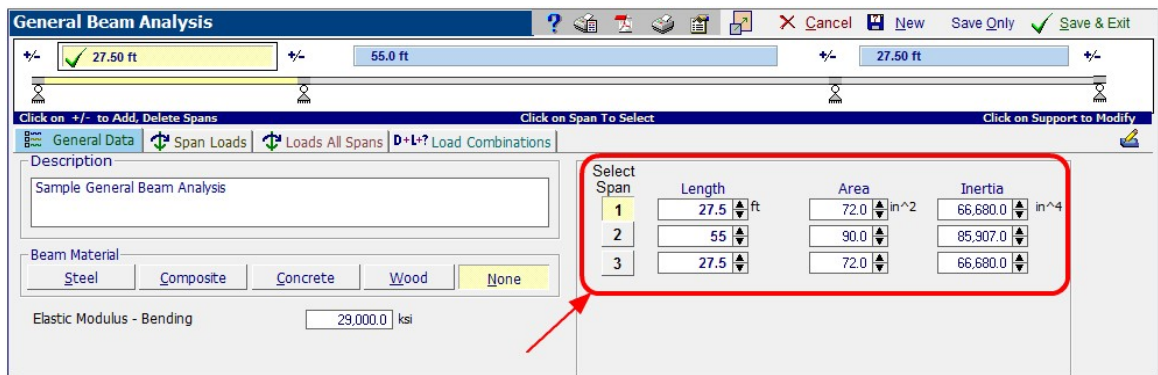 General Beam Analysis ? Cancel New Save Only Save & Exit
+/- 27.50 ft +/- 55.0 ft +/- 27.50 ft +/-
Click on +/- to Add, Delete Spans Click on Span To Select Click on Support to Modify
General Data Span Loads Loads All Spans D+L+? Load Combinations
Description
Sample General Beam Analysis
Beam Material
Steel Composite Concrete Wood None
Elastic Modulus - Bending 29,000.0 ksi
Select
Span Length Area Inertia
1 27.5 ft 72.0 in^2 66,680.0 in^4
2 55 90.0 85,907.0
3 27.5 72.0 66,680.0